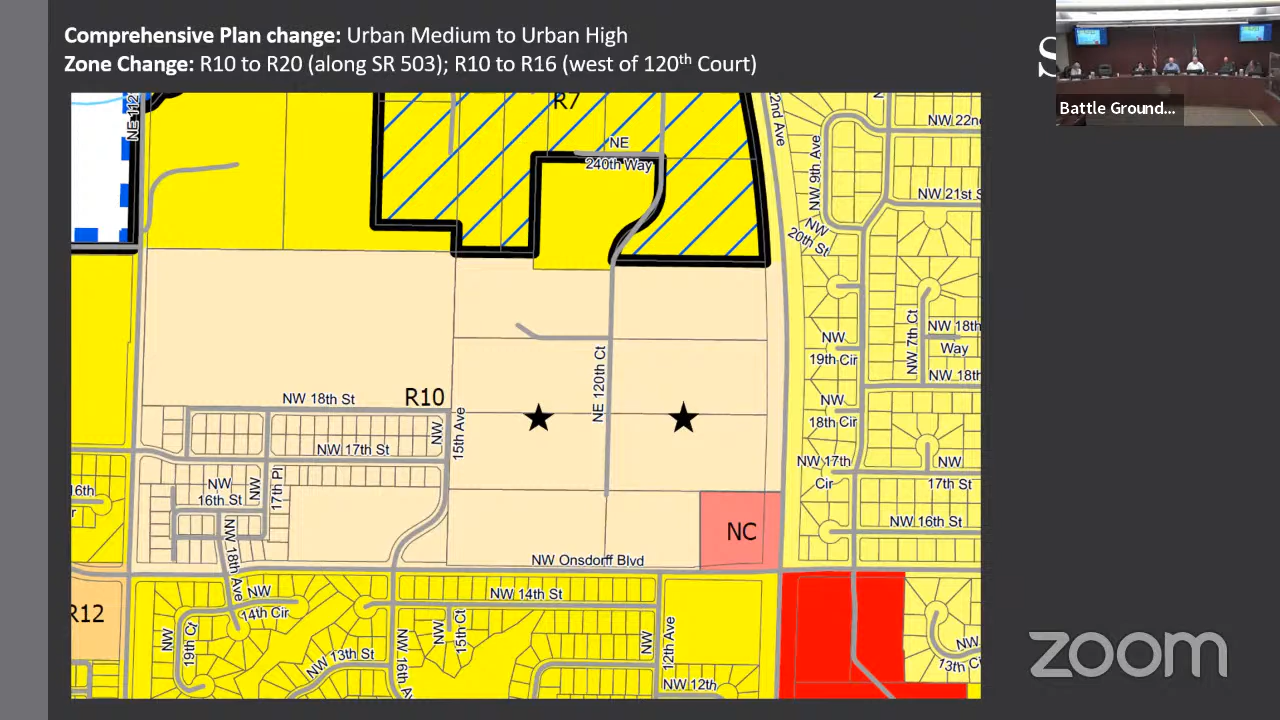 Comprehensive Plan change: Urban Medium to Urban High
Zone Change: R10 to R20 (along SR 503); R10 to R16 (west of 120th Court)
S
Battle Ground...
NE 112
R7
NE
240th Way
2nd Ave
NW 9th Ave
NW 22nd
NW 21st S
NW
20th St
NW 7th Ct
NW 18th
Way
NW
19th Cir
NW 18th
NW
18th Cir
NE 120th Ct
R10
NW 18th St
NW 17th St
NW
15th Ave
NW 17th
Cir
NW
17th St
NW 16th St
16th
r
NW
16th St
NW
17th Pl
NW 18th Ave
NC
NW Onsdorff Blvd
R12
NW
14th Cir
NW 14th St
NW
19th Ct
NW 13th St
NW 16th A
NW
15th Ct
NW
12th Ave
NW 12th
NW
13th Ci
zoom